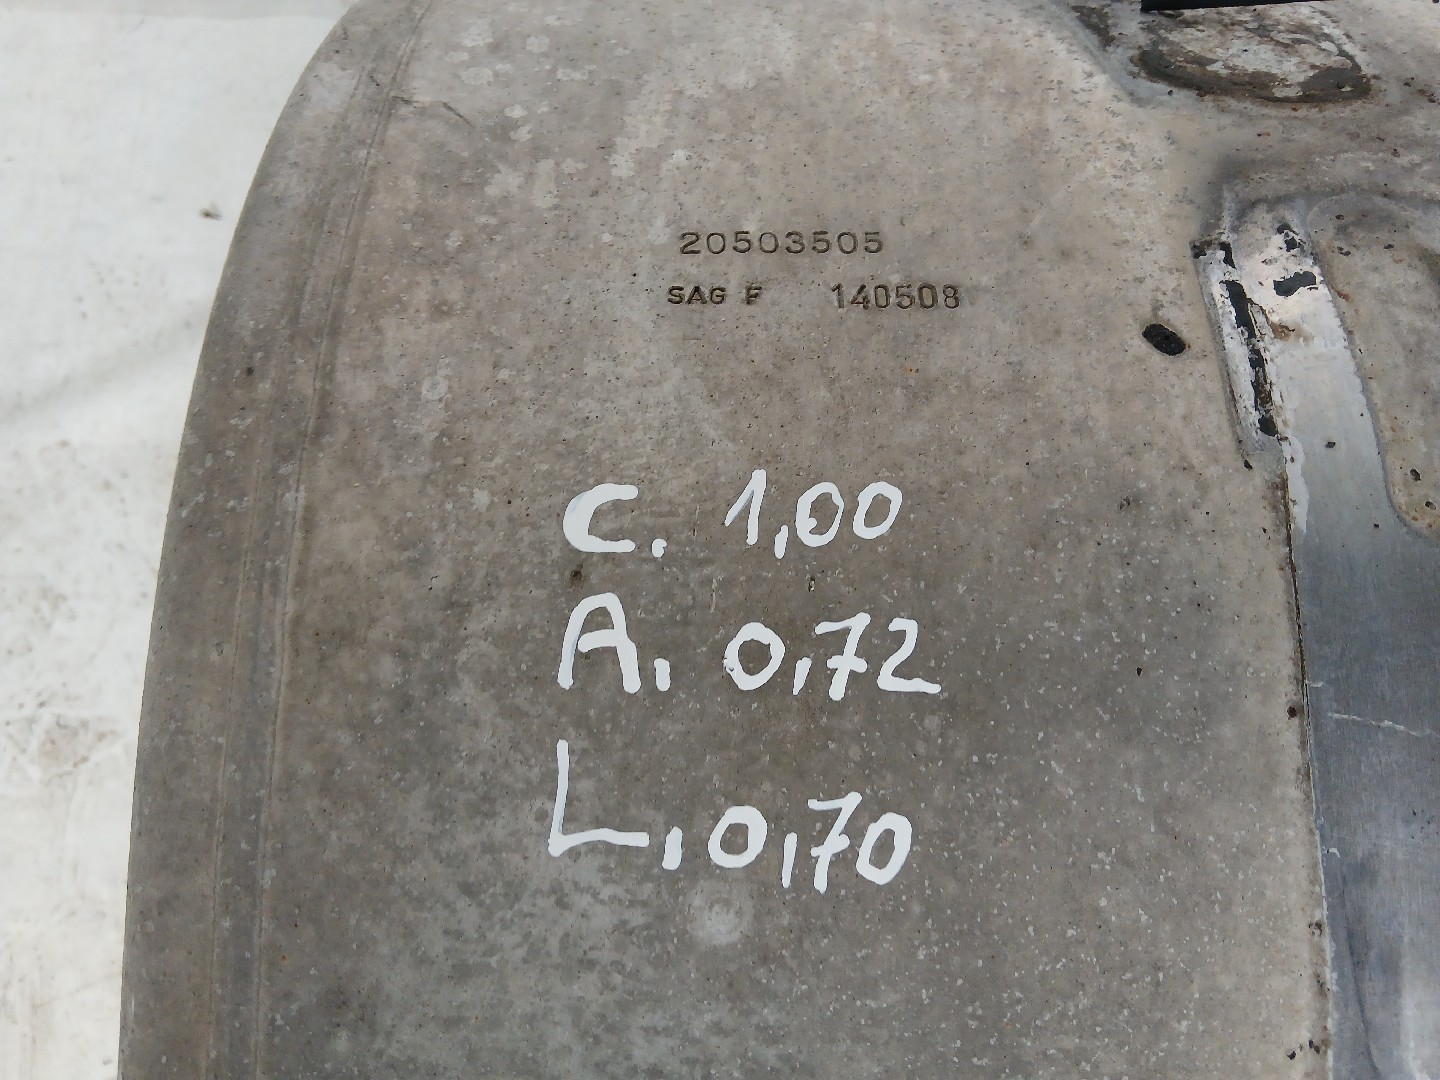 20503505
SAG F 140508
C. 1,00
A, 0,72
L, 0,70